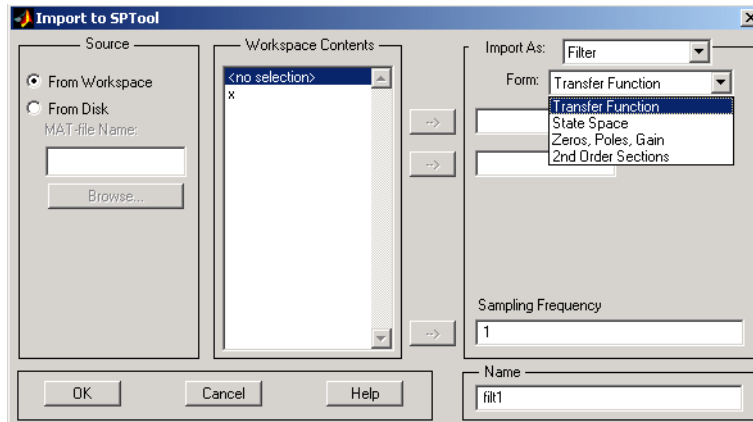 Import to SPTool
Source
From Workspace
From Disk
MAT-file Name:
Browse...
Workspace Contents
<no selection>
x
-->
-->
-->
Import As:
Filter
Form:
Transfer Function
Transfer Function
State Space
Zeros, Poles, Gain
2nd Order Sections
Sampling Frequency
1
OK
Cancel
Help
Name
filt1